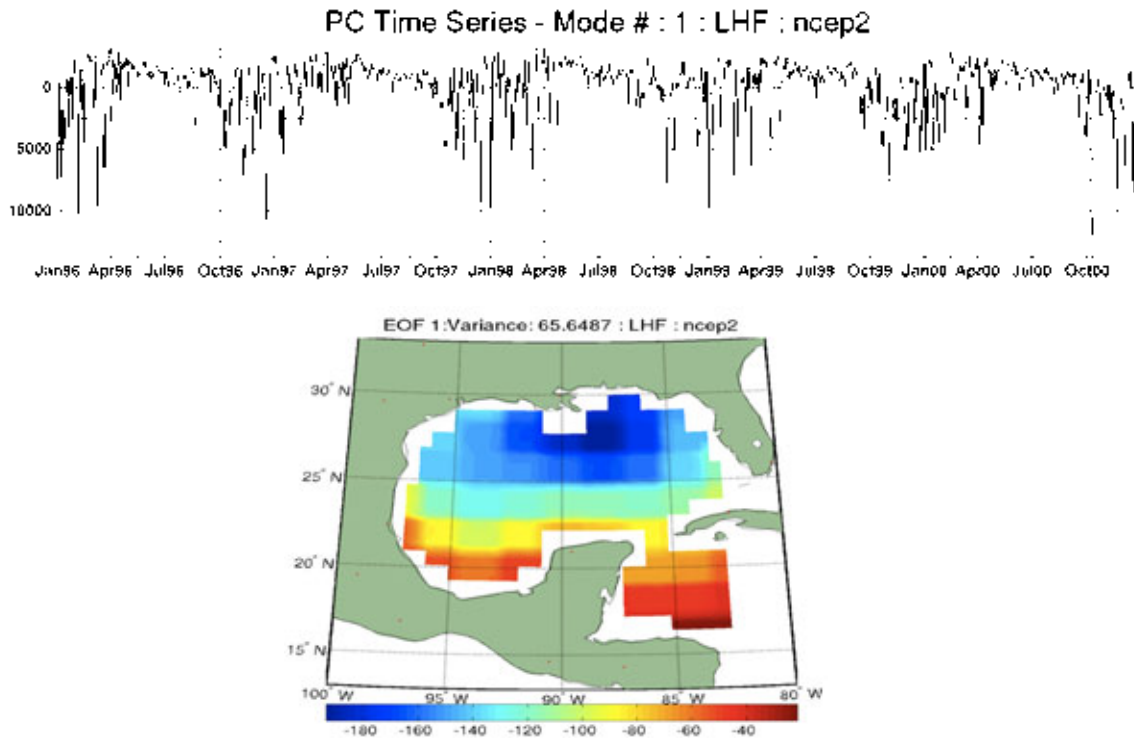 PC Time Series - Mode # : 1 : LHF : ncep2
0
5000
10000
Jan96 Apr96 Jul96 Oct96 Jan97 Apr97 Jul97 Oct97 Jan98 Apr98 Jul98 Oct98 Jan99 Apr99 Jul99 Oct99 Jan00 Apr00 Jul00 Oct00
EOF 1:Variance: 65.6487 : LHF : ncep2
30° N
25° N
20° N
15° N
100° W 95° W 90° W 85° W 80° W
-180 -160 -140 -120 -100 -80 -60 -40